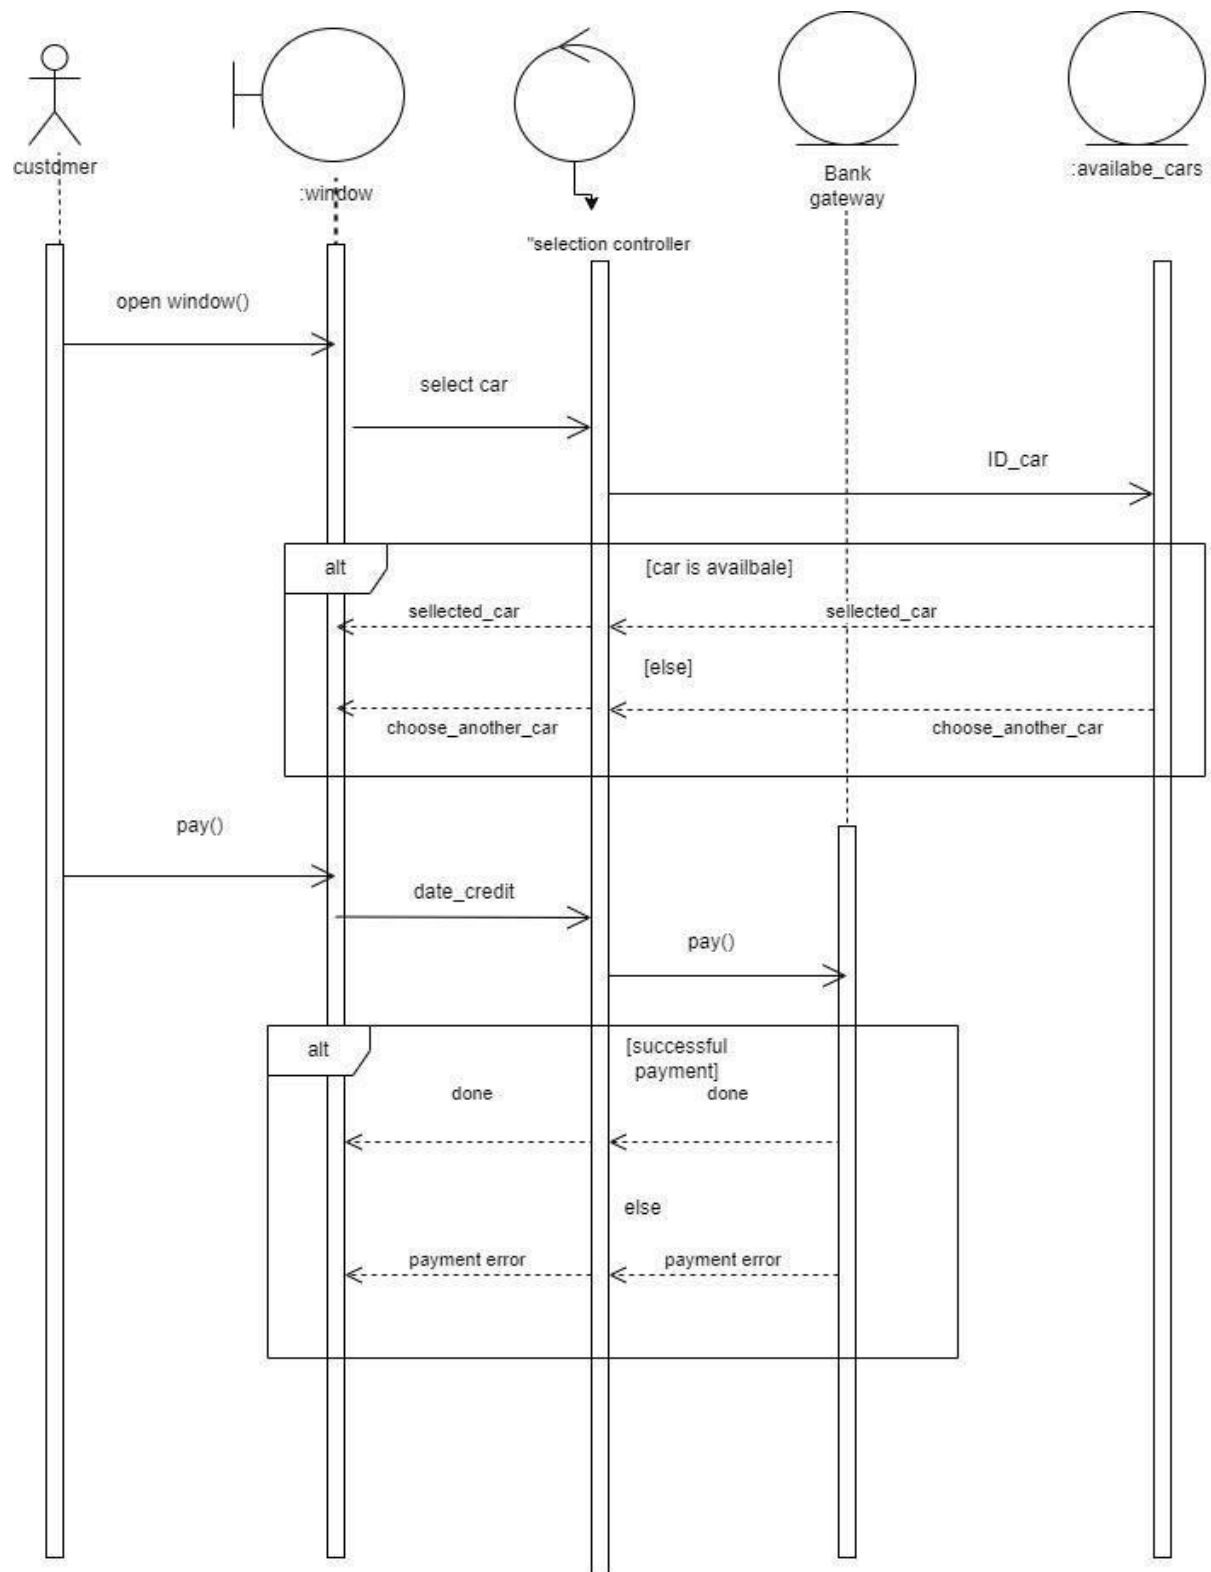 customer
:window
"selection controller
Bank
gateway
:availabe_cars
open window()
select car
ID_car
alt
[car is availbale]
sellected_car
sellected_car
[else]
choose_another_car
choose_another_car
pay()
date_credit
pay()
alt
[successful
payment]
done
done
else
payment error
payment error